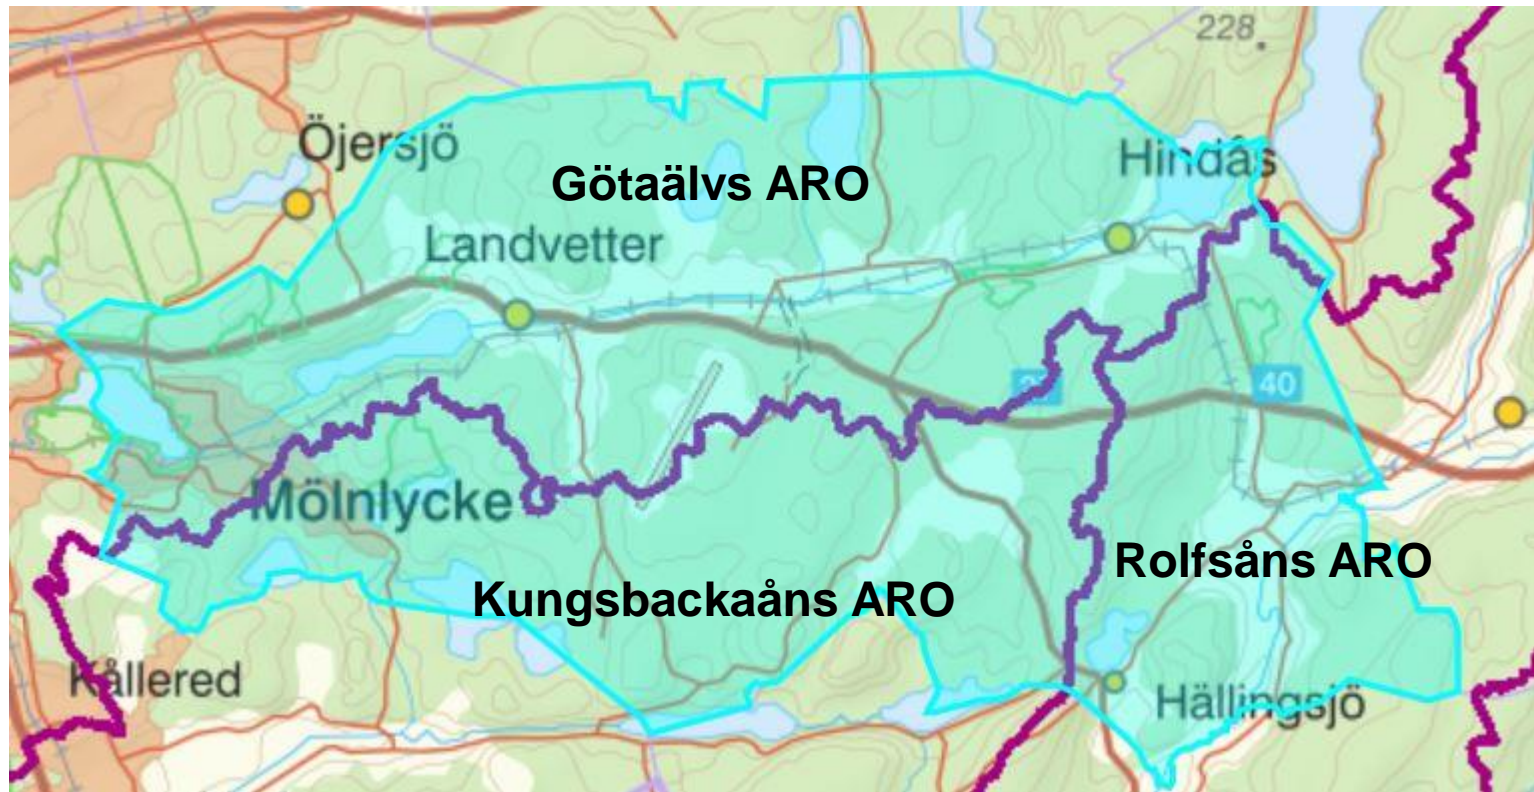 228
Öjersjö
Hindås
Götaälvs ARO
Landvetter
40
Mölnlycke
Rolfsåns ARO
Kungsbackaåns ARO
Kållered
Hällingsjö